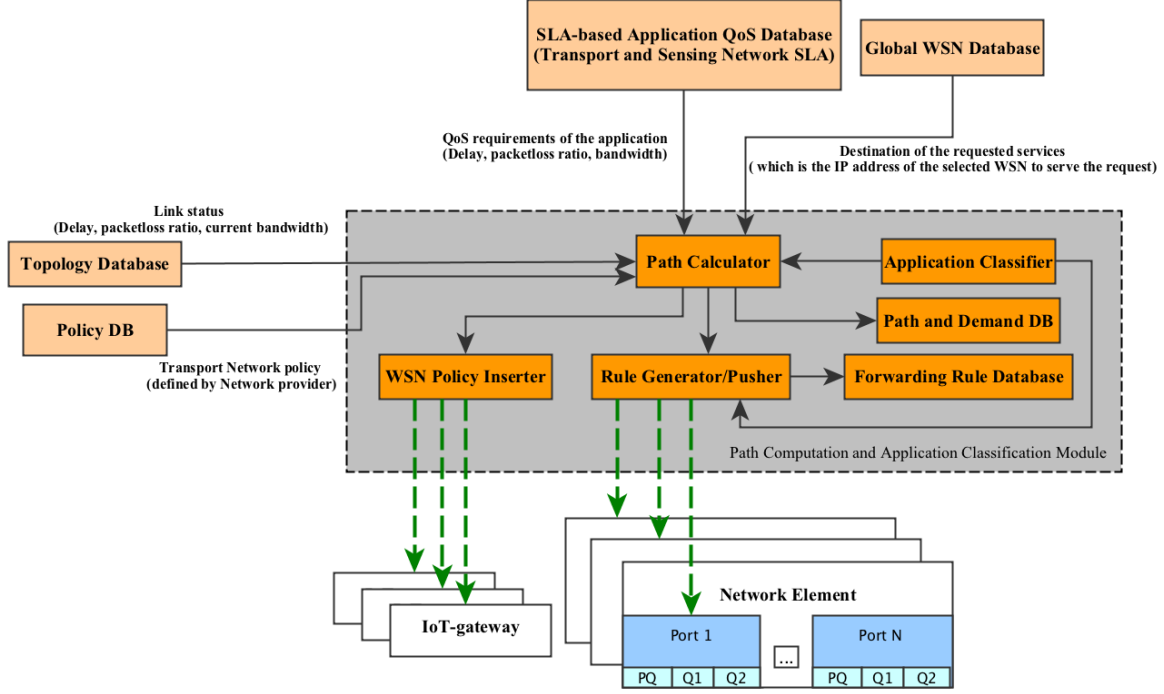 SLA-based Application QoS Database
(Transport and Sensing Network SLA)
Global WSN Database
QoS requirements of the application
(Delay, packetloss ratio, bandwidth)
Destination of the requested services
( which is the IP address of the selected WSN to serve the request)
Link status
(Delay, packetloss ratio, current bandwidth)
Topology Database
Path Calculator
Application Classifier
Policy DB
Path and Demand DB
Transport Network policy
(defined by Network provider)
WSN Policy Inserter
Rule Generator/Pusher
Forwarding Rule Database
Path Computation and Application Classification Module
Network Element
IoT-gateway
Port 1
...
Port N
PQ
Q1
Q2
PQ
Q1
Q2